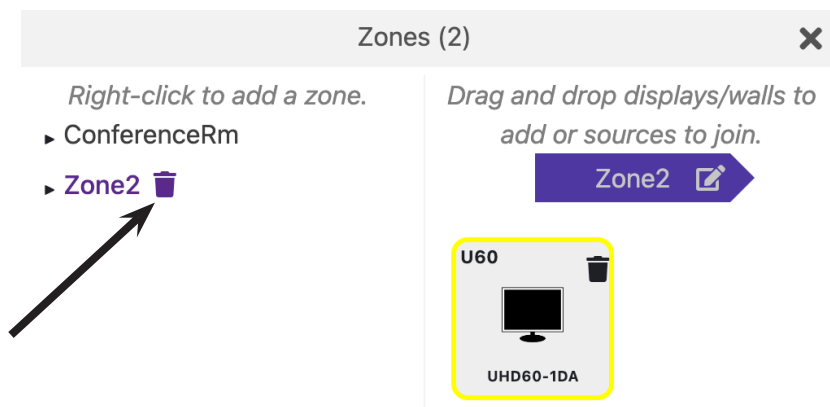 Zones (2)
Right-click to add a zone.
ConferenceRm
Zone2
Drag and drop displays/walls to
add or sources to join.
Zone2
U60
UHD60-1DA